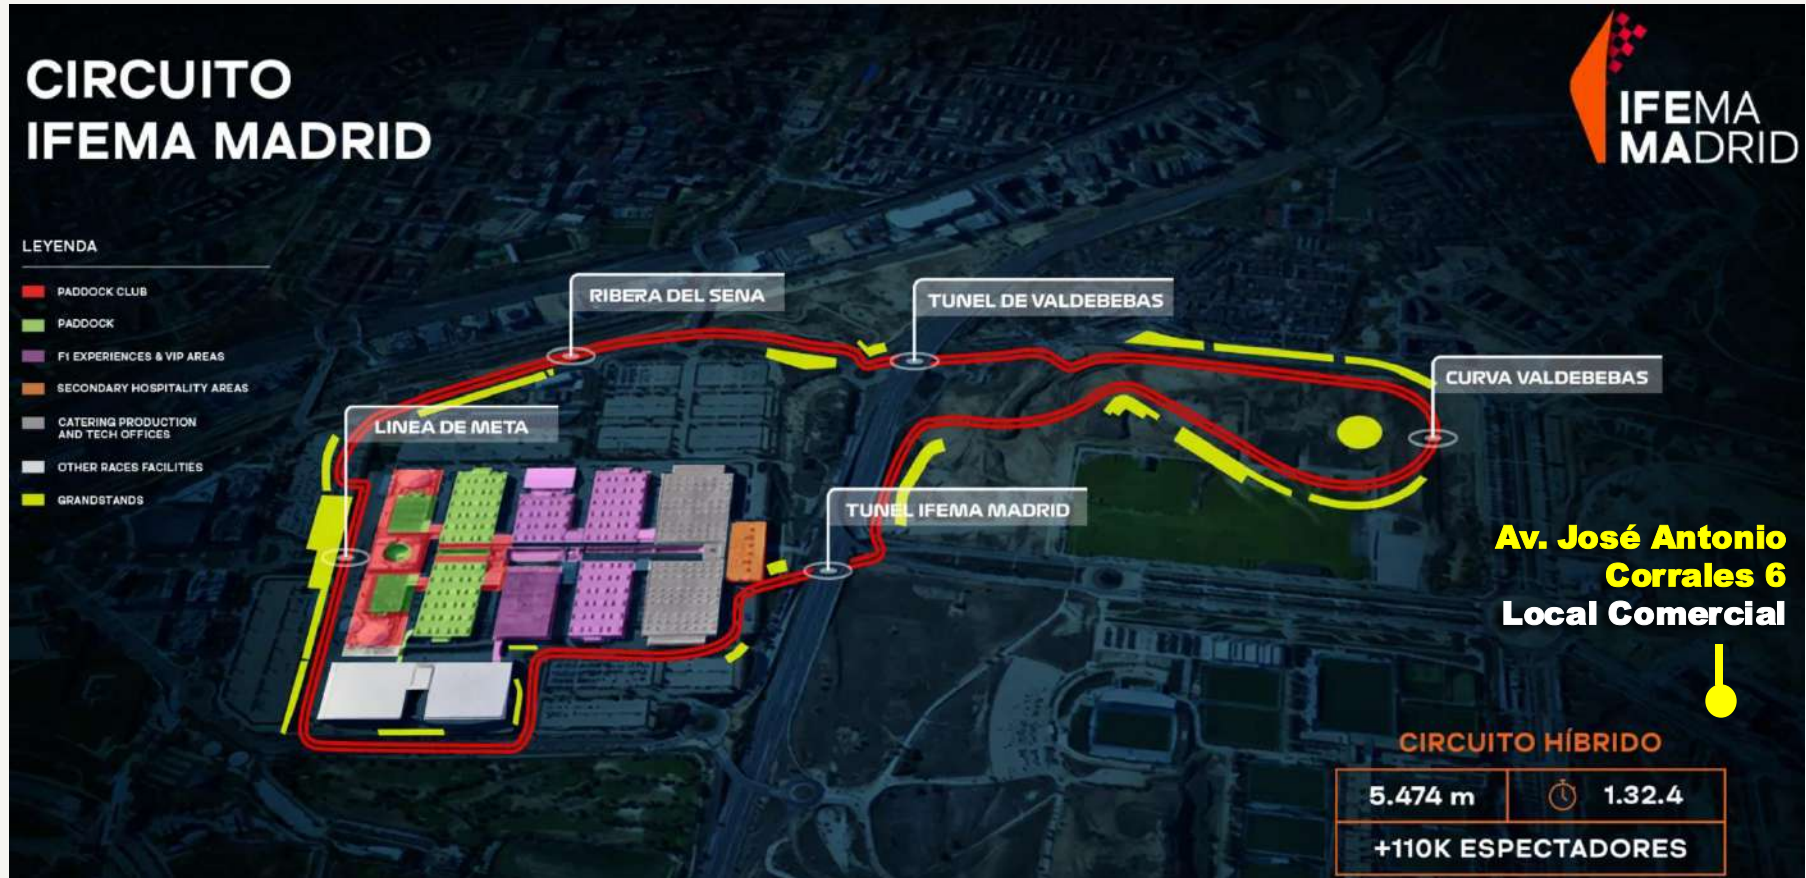 CIRCUITO
IFEMA MADRID
IFEMA
MADRID
LEYENDA
PADDOCK CLUB
PADDOCK
F1 EXPERIENCES & VIP AREAS
SECONDARY HOSPITALITY AREAS
CATERING PRODUCTION
AND TECH OFFICES
OTHER RACES FACILITIES
GRANDSTANDS
RIBERA DEL SENA
TUNEL DE VALDEBEBAS
CURVA VALDEBEBAS
LINEA DE META
TUNEL IFEMA MADRID
Av. José Antonio
Corrales 6
Local Comercial
CIRCUITO HÍBRIDO
5.474 m
1.32.4
+110K ESPECTADORES